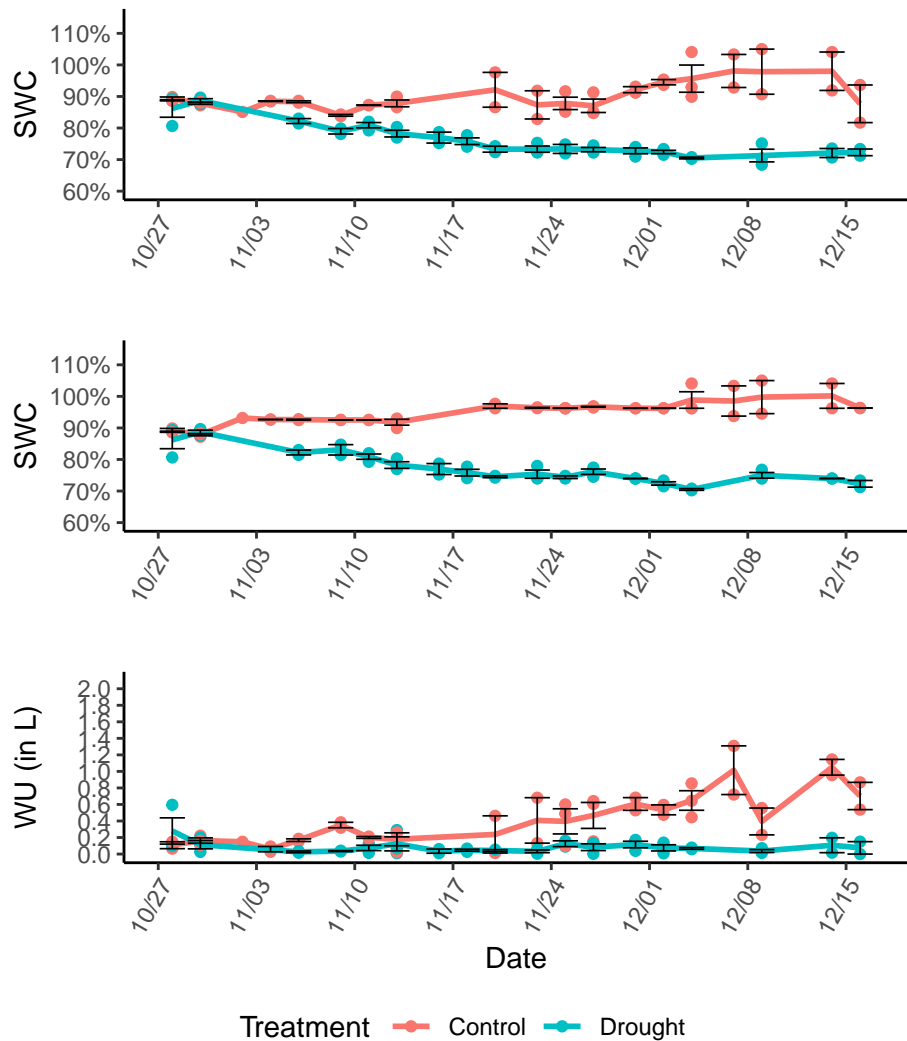 SWC
110%
100%
90%
80%
70%
60%
10/27 11/03 11/10 11/17 11/24 12/01 12/08 12/15
SWC
110%
100%
90%
80%
70%
60%
10/27 11/03 11/10 11/17 11/24 12/01 12/08 12/15
WU (in L)
2.0
1.8
1.6
1.4
1.2
1.0
0.8
0.6
0.4
0.2
0.0
10/27 11/03 11/10 11/17 11/24 12/01 12/08 12/15
Date
Treatment Control Drought